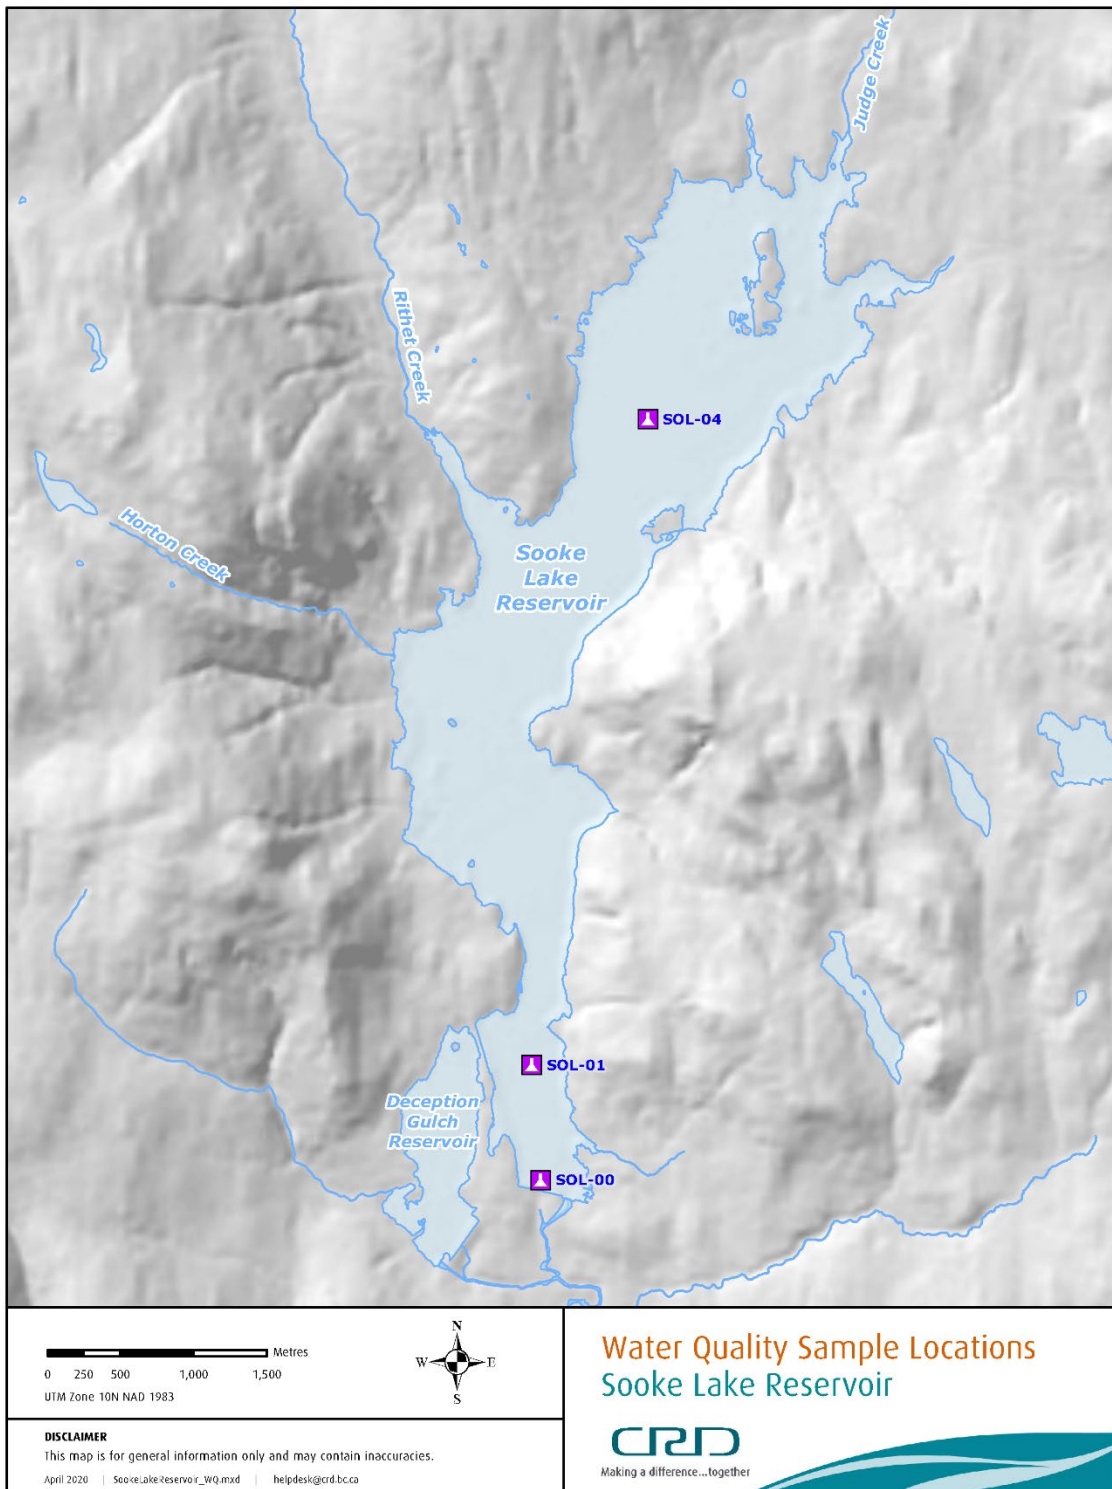 Judge Creek
Rithet Creek
SOL-04
Horton Creek
Sooke
Lake
Reservoir
SOL-01
Deception
Gulch
Reservoir
SOL-00
Metres
0 250 500 1,000 1,500
UTM Zone 10N NAD 1983
N
W E
S
DISCLAIMER
This map is for general information only and may contain inaccuracies.
April 2020 | SookeLakeReservoir_WQ.mxd | helpdesk@crd.bc.ca
Water Quality Sample Locations
Sooke Lake Reservoir
CRD
Making a difference...together